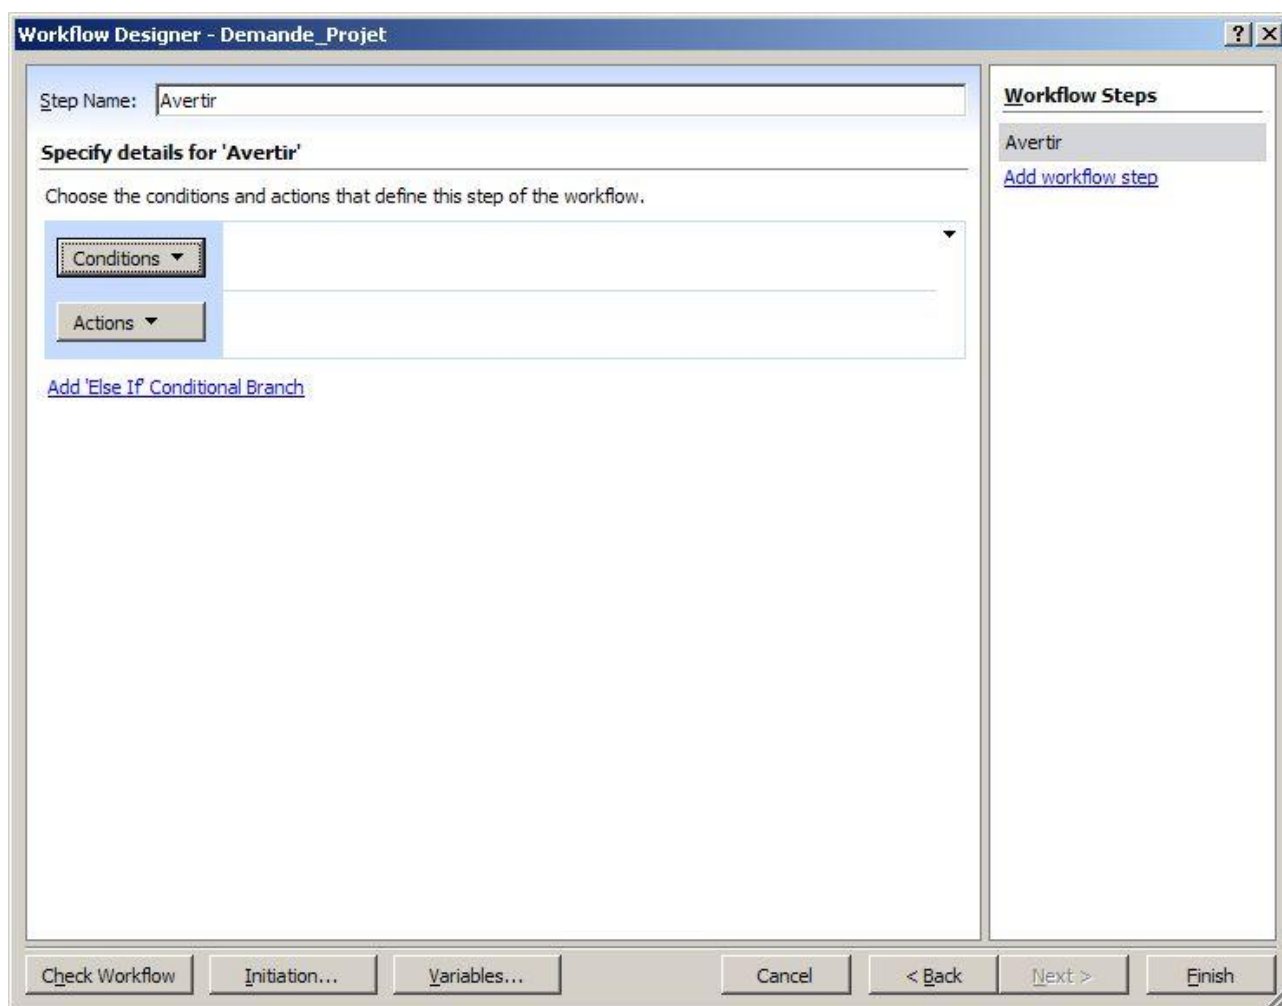 Workflow Designer - Demande_Projet
Step Name: Avertir
Specify details for 'Avertir'
Choose the conditions and actions that define this step of the workflow.
Conditions
Actions
Add 'Else If' Conditional Branch
Workflow Steps
Avertir
Add workflow step
Check Workflow
Initiation...
Variables...
Cancel
< Back
Next >
Finish